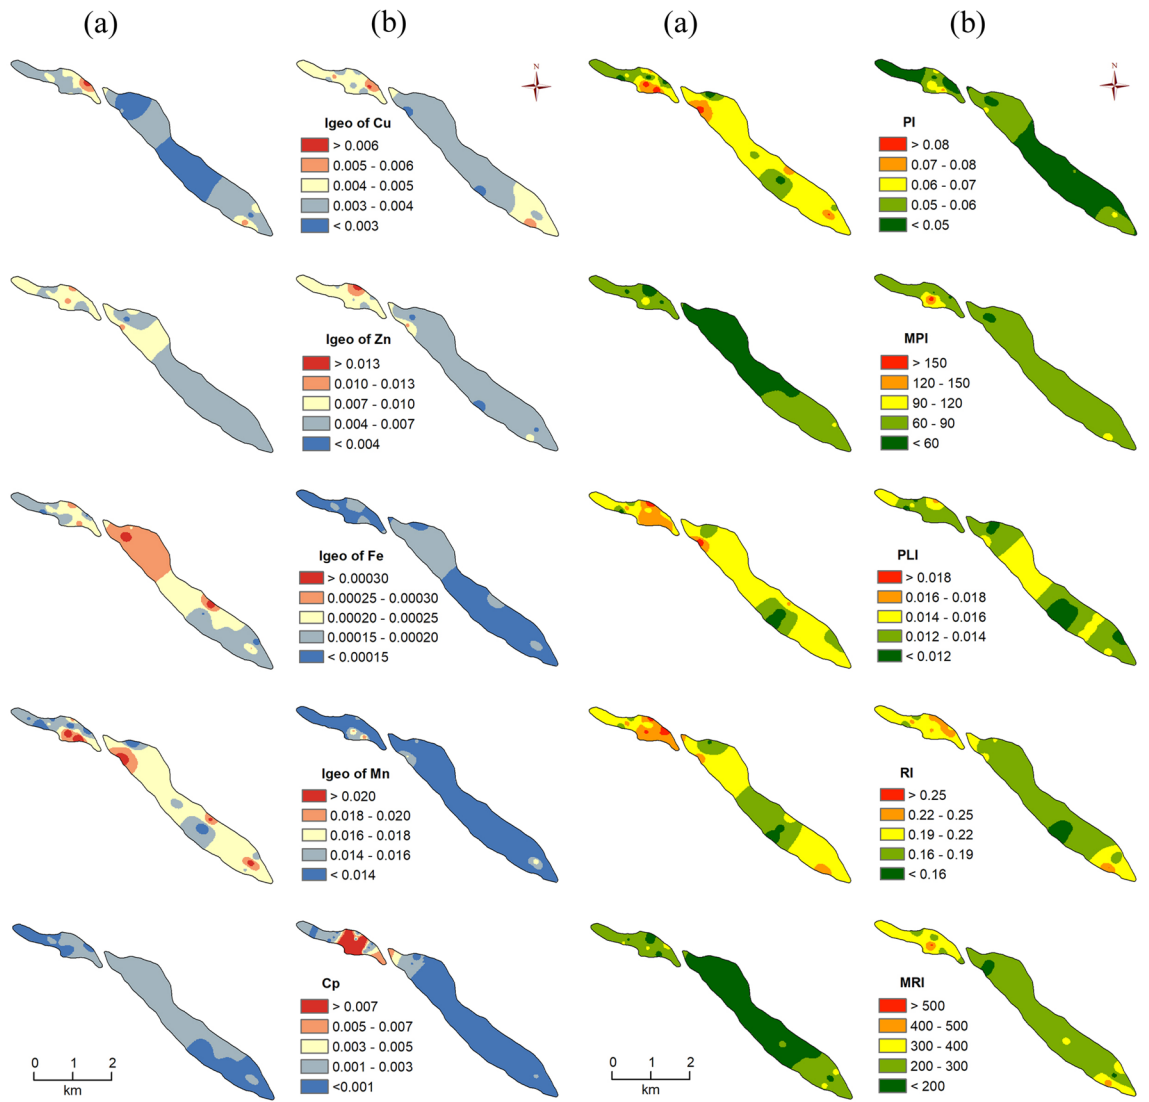 (a)
(b)
(a)
(b)
N
N
Igeo of Cu
> 0.006
0.005 - 0.006
0.004 - 0.005
0.003 - 0.004
< 0.003
PI
> 0.08
0.07 - 0.08
0.06 - 0.07
0.05 - 0.06
< 0.05
Igeo of Zn
> 0.013
0.010 - 0.013
0.007 - 0.010
0.004 - 0.007
< 0.004
MPI
> 150
120 - 150
90 - 120
60 - 90
< 60
Igeo of Fe
> 0.00030
0.00025 - 0.00030
0.00020 - 0.00025
0.00015 - 0.00020
< 0.00015
PLI
> 0.018
0.016 - 0.018
0.014 - 0.016
0.012 - 0.014
< 0.012
Igeo of Mn
> 0.020
0.018 - 0.020
0.016 - 0.018
0.014 - 0.016
< 0.014
RI
> 0.25
0.22 - 0.25
0.19 - 0.22
0.16 - 0.19
< 0.16
Cp
> 0.007
0.005 - 0.007
0.003 - 0.005
0.001 - 0.003
<0.001
MRI
> 500
400 - 500
300 - 400
200 - 300
< 200
0 1 2
km
0 1 2
km